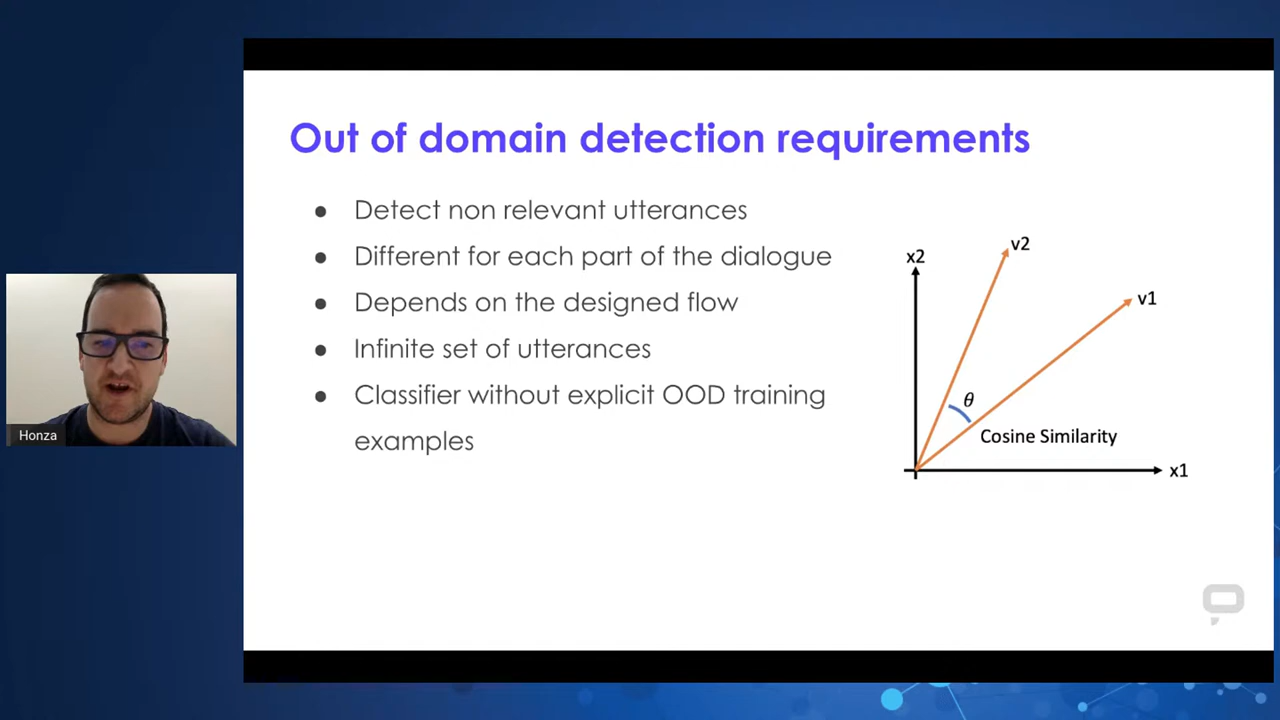 Out of domain detection requirements
● Detect non relevant utterances
● Different for each part of the dialogue
● Depends on the designed flow
● Infinite set of utterances
● Classifier without explicit OOD training
examples
x2
v2
v1
θ
Cosine Similarity
x1
Honza